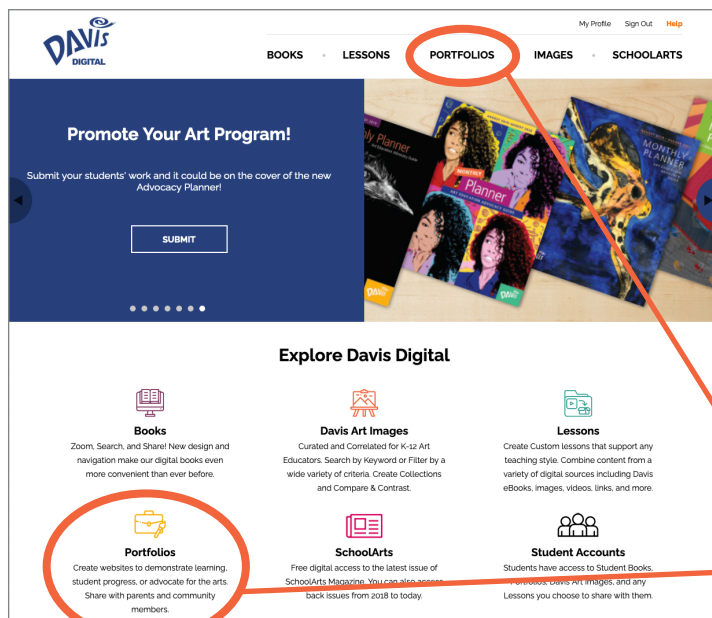 DAVIS
DIGITAL
My Profile Sign Out Help
BOOKS LESSONS PORTFOLIOS IMAGES SCHOOLARTS
Promote Your Art Program!
Submit your students' work and it could be on the cover of the new
Advocacy Planner!
SUBMIT
Monthly Planner
MONTHLY
Planner
DAVIS
DAVIS
MONTHLY
PLANNER
Explore Davis Digital
Books
Zoom, Search, and Share! New design and
navigation make our digital books even
more convenient than ever before.
Davis Art Images
Curated and Correlated for K-12 Art
Educators. Search by Keyword or Filter by a
wide variety of criteria. Create Collections
and Compare & Contrast.
Lessons
Create Custom lessons that support any
teaching style. Combine content from a
variety of digital sources including Davis
eBooks, images, videos, links, and more.
Portfolios
Create websites to demonstrate learning,
student progress, or advocate for the arts.
Share with parents and community
members.
SchoolArts
Free digital access to the latest issue of
SchoolArts Magazine. You can also access
back issues from 2018 to today.
Student Accounts
Students have access to Student Books,
Portfolios, Davis Art Images, and any
Lessons you choose to share with them.